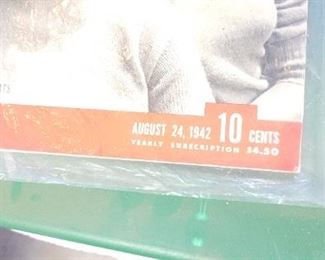 AUGUST 24, 1942 10 CENTS
YEARLY SUBSCRIPTION $4.50